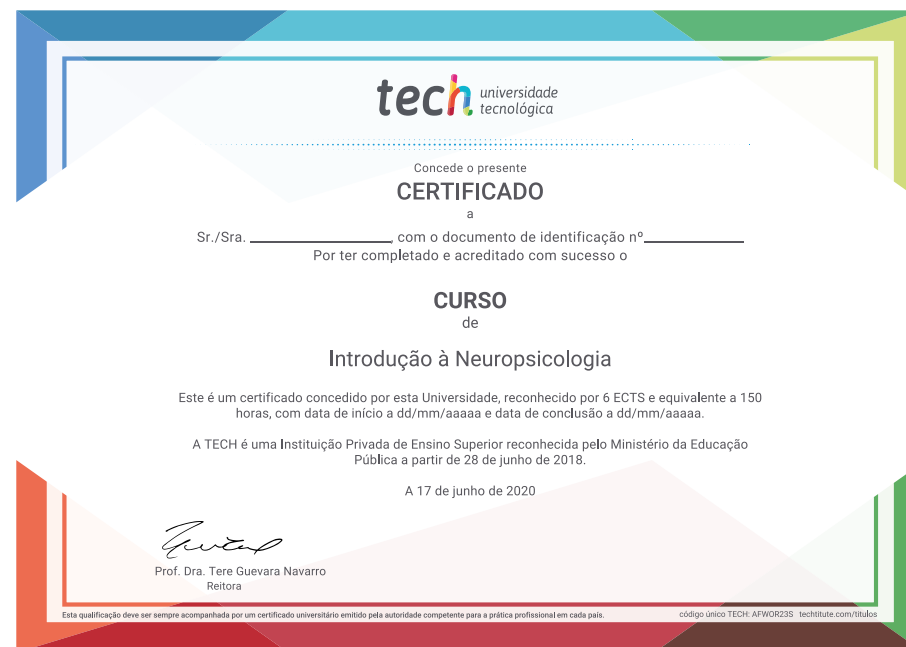 tech universidade
tecnológica
Concede o presente
CERTIFICADO
a
Sr./Sra. ____________________, com o documento de identificação nº______________
Por ter completado e acreditado com sucesso o
CURSO
de
Introdução à Neuropsicologia
Este é um certificado concedido por esta Universidade, reconhecido por 6 ECTS e equivalente a 150
horas, com data de início a dd/mm/aaaaa e data de conclusão a dd/mm/aaaaa.
A TECH é uma Instituição Privada de Ensino Superior reconhecida pelo Ministério da Educação
Pública a partir de 28 de junho de 2018.
A 17 de junho de 2020
Prof. Dra. Tere Guevara Navarro
Reitora
Esta qualificação deve ser sempre acompanhada por um certificado universitário emitido pela autoridade competente para a prática profissional em cada país.
código único TECH: AFWOR23S techtitute.com/titulos